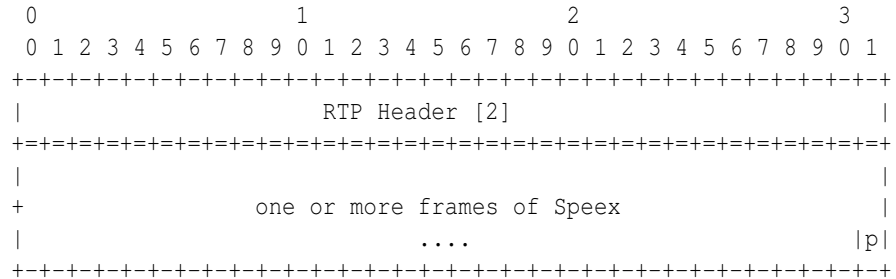 0                   1                   2                   3
 0 1 2 3 4 5 6 7 8 9 0 1 2 3 4 5 6 7 8 9 0 1 2 3 4 5 6 7 8 9 0 1
+-+-+-+-+-+-+-+-+-+-+-+-+-+-+-+-+-+-+-+-+-+-+-+-+-+-+-+-+-+-+-+-+
|                      RTP Header [2]                           |
+=+=+=+=+=+=+=+=+=+=+=+=+=+=+=+=+=+=+=+=+=+=+=+=+=+=+=+=+=+=+=+=+
|                                                               |
+                 one or more frames of Speex                   |
|                             ....                            |p|
+-+-+-+-+-+-+-+-+-+-+-+-+-+-+-+-+-+-+-+-+-+-+-+-+-+-+-+-+-+-+-+-+